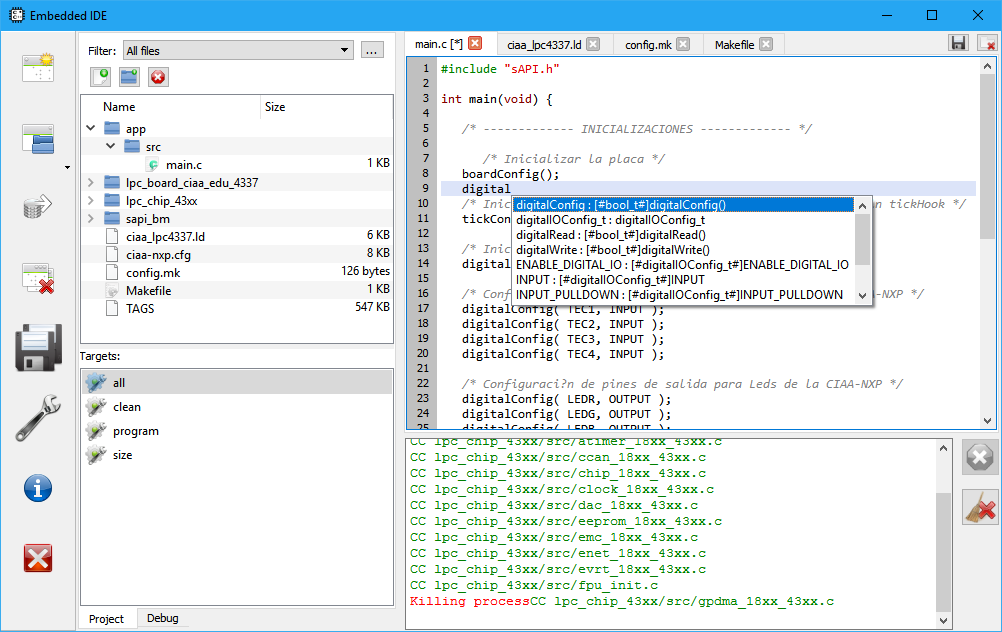 Embedded IDE
Filter: All files ...
Name Size
app
src
main.c 1 KB
lpc_board_ciaa_edu_4337
lpc_chip_43xx
sapi_bm
ciaa_lpc4337.ld 6 KB
ciaa-nxp.cfg 8 KB
config.mk 126 bytes
Makefile 1 KB
TAGS 547 KB
Targets:
all
clean
program
size
Project Debug
main.c [*] ciaa_lpc4337.ld config.mk Makefile
1 #include "sAPI.h"
2
3 int main(void) {
4
5 /* ------------- INICIALIZACIONES ------------- */
6
7 /* Inicializar la placa */
8 boardConfig();
9 digital
10 /* Inic n tickHook */
11 tickCon
12
13 /* Inic
14 digital
15
16 /* Conf A-NXP */
17 digitalConfig( TEC1, INPUT );
18 digitalConfig( TEC2, INPUT );
19 digitalConfig( TEC3, INPUT );
20 digitalConfig( TEC4, INPUT );
21
22 /* Configuraci?n de pines de salida para Leds de la CIAA-NXP */
23 digitalConfig( LEDR, OUTPUT );
24 digitalConfig( LEDG, OUTPUT );
25 digitalConfig( LEDB, OUTPUT );
digitalConfig : [#bool_t#]digitalConfig()
digitalIOConfig_t : digitalIOConfig_t
digitalRead : [#bool_t#]digitalRead()
digitalWrite : [#bool_t#]digitalWrite()
ENABLE_DIGITAL_IO : [#digitalIOConfig_t#]ENABLE_DIGITAL_IO
INPUT : [#digitalIOConfig_t#]INPUT
INPUT_PULLDOWN : [#digitalIOConfig_t#]INPUT_PULLDOWN
CC lpc_chip_43xx/src/atimer_18xx_43xx.c
CC lpc_chip_43xx/src/ccan_18xx_43xx.c
CC lpc_chip_43xx/src/chip_18xx_43xx.c
CC lpc_chip_43xx/src/clock_18xx_43xx.c
CC lpc_chip_43xx/src/dac_18xx_43xx.c
CC lpc_chip_43xx/src/eeprom_18xx_43xx.c
CC lpc_chip_43xx/src/emc_18xx_43xx.c
CC lpc_chip_43xx/src/enet_18xx_43xx.c
CC lpc_chip_43xx/src/evrt_18xx_43xx.c
CC lpc_chip_43xx/src/fpu_init.c
Killing processCC lpc_chip_43xx/src/gpdma_18xx_43xx.c